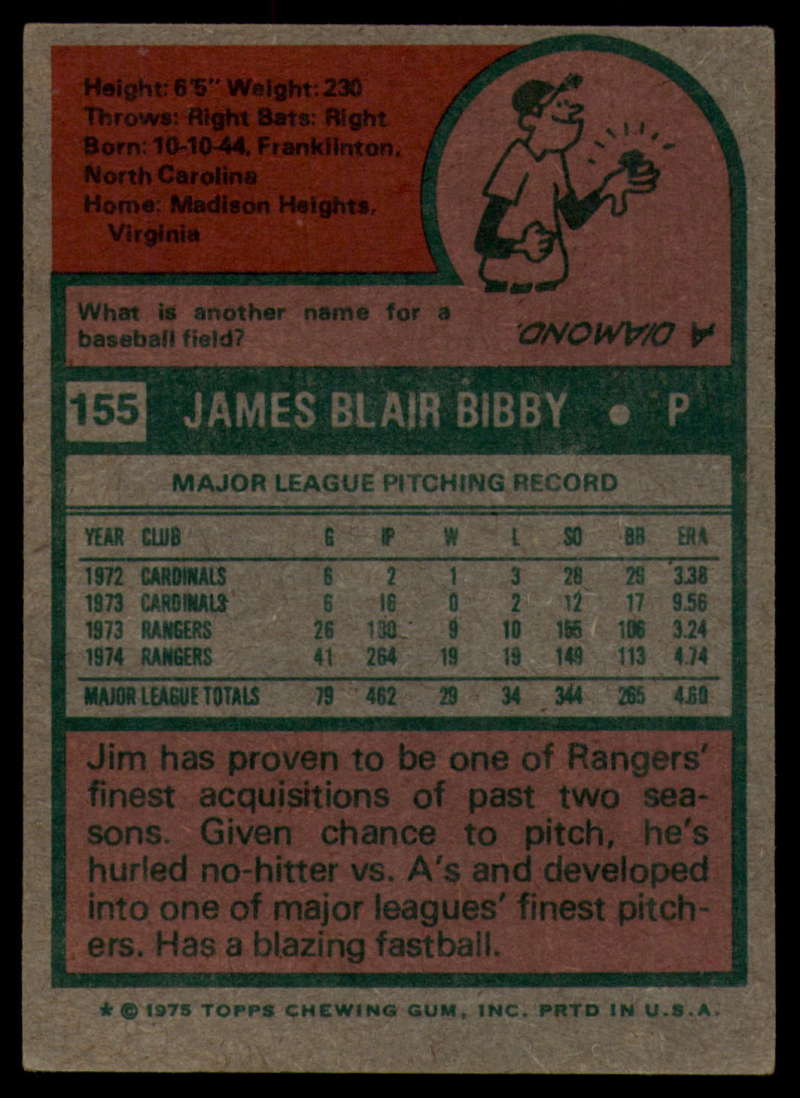 Height: 6'5" Weight: 230
Throws: Right Bats: Right
Born: 10-10-44, Franklinton,
North Carolina
Home: Madison Heights,
Virginia
What is another name for a
baseball field?
A DIAMOND.
155 JAMES BLAIR BIBBY • P
MAJOR LEAGUE PITCHING RECORD
YEAR CLUB G IP W L SO BB ERA
1972 CARDINALS 6 2 1 3 28 29 3.38
1973 CARDINALS 6 16 0 2 12 17 9.56
1973 RANGERS 26 180 9 10 155 106 3.24
1974 RANGERS 41 264 19 19 149 113 4.74
MAJOR LEAGUE TOTALS 79 462 29 34 344 265 4.60
Jim has proven to be one of Rangers'
finest acquisitions of past two sea-
sons. Given chance to pitch, he's
hurled no-hitter vs. A's and developed
into one of major leagues' finest pitch-
ers. Has a blazing fastball.
* © 1975 TOPPS CHEWING GUM, INC. PRTD IN U.S.A.